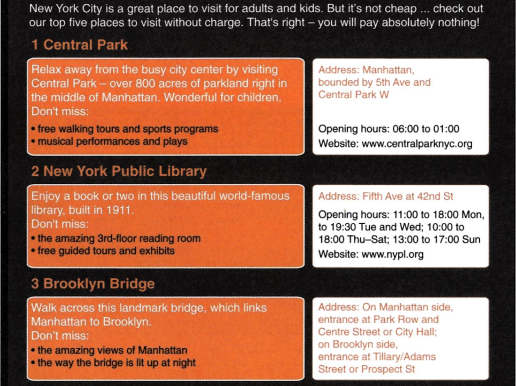 New York City is a great place to visit for adults and kids. But it's not cheap ... check out
our top five places to visit without charge. That's right – you will pay absolutely nothing!
1 Central Park
Relax away from the busy city center by visiting
Central Park – over 800 acres of parkland right in
the middle of Manhattan. Wonderful for children.
Don't miss:
• free walking tours and sports programs
• musical performances and plays
Address: Manhattan,
bounded by 5th Ave and
Central Park W
Opening hours: 06:00 to 01:00
Website: www.centralparknyc.org
2 New York Public Library
Enjoy a book or two in this beautiful world-famous
library, built in 1911.
Don't miss:
• the amazing 3rd-floor reading room
• free guided tours and exhibits
Address: Fifth Ave at 42nd St
Opening hours: 11:00 to 18:00 Mon,
to 19:30 Tue and Wed; 10:00 to
18:00 Thu–Sat; 13:00 to 17:00 Sun
Website: www.nypl.org
3 Brooklyn Bridge
Walk across this landmark bridge, which links
Manhattan to Brooklyn.
Don't miss:
• the amazing views of Manhattan
• the way the bridge is lit up at night
Address: On Manhattan side,
entrance at Park Row and
Centre Street or City Hall;
on Brooklyn side,
entrance at Tillary/Adams
Street or Prospect St